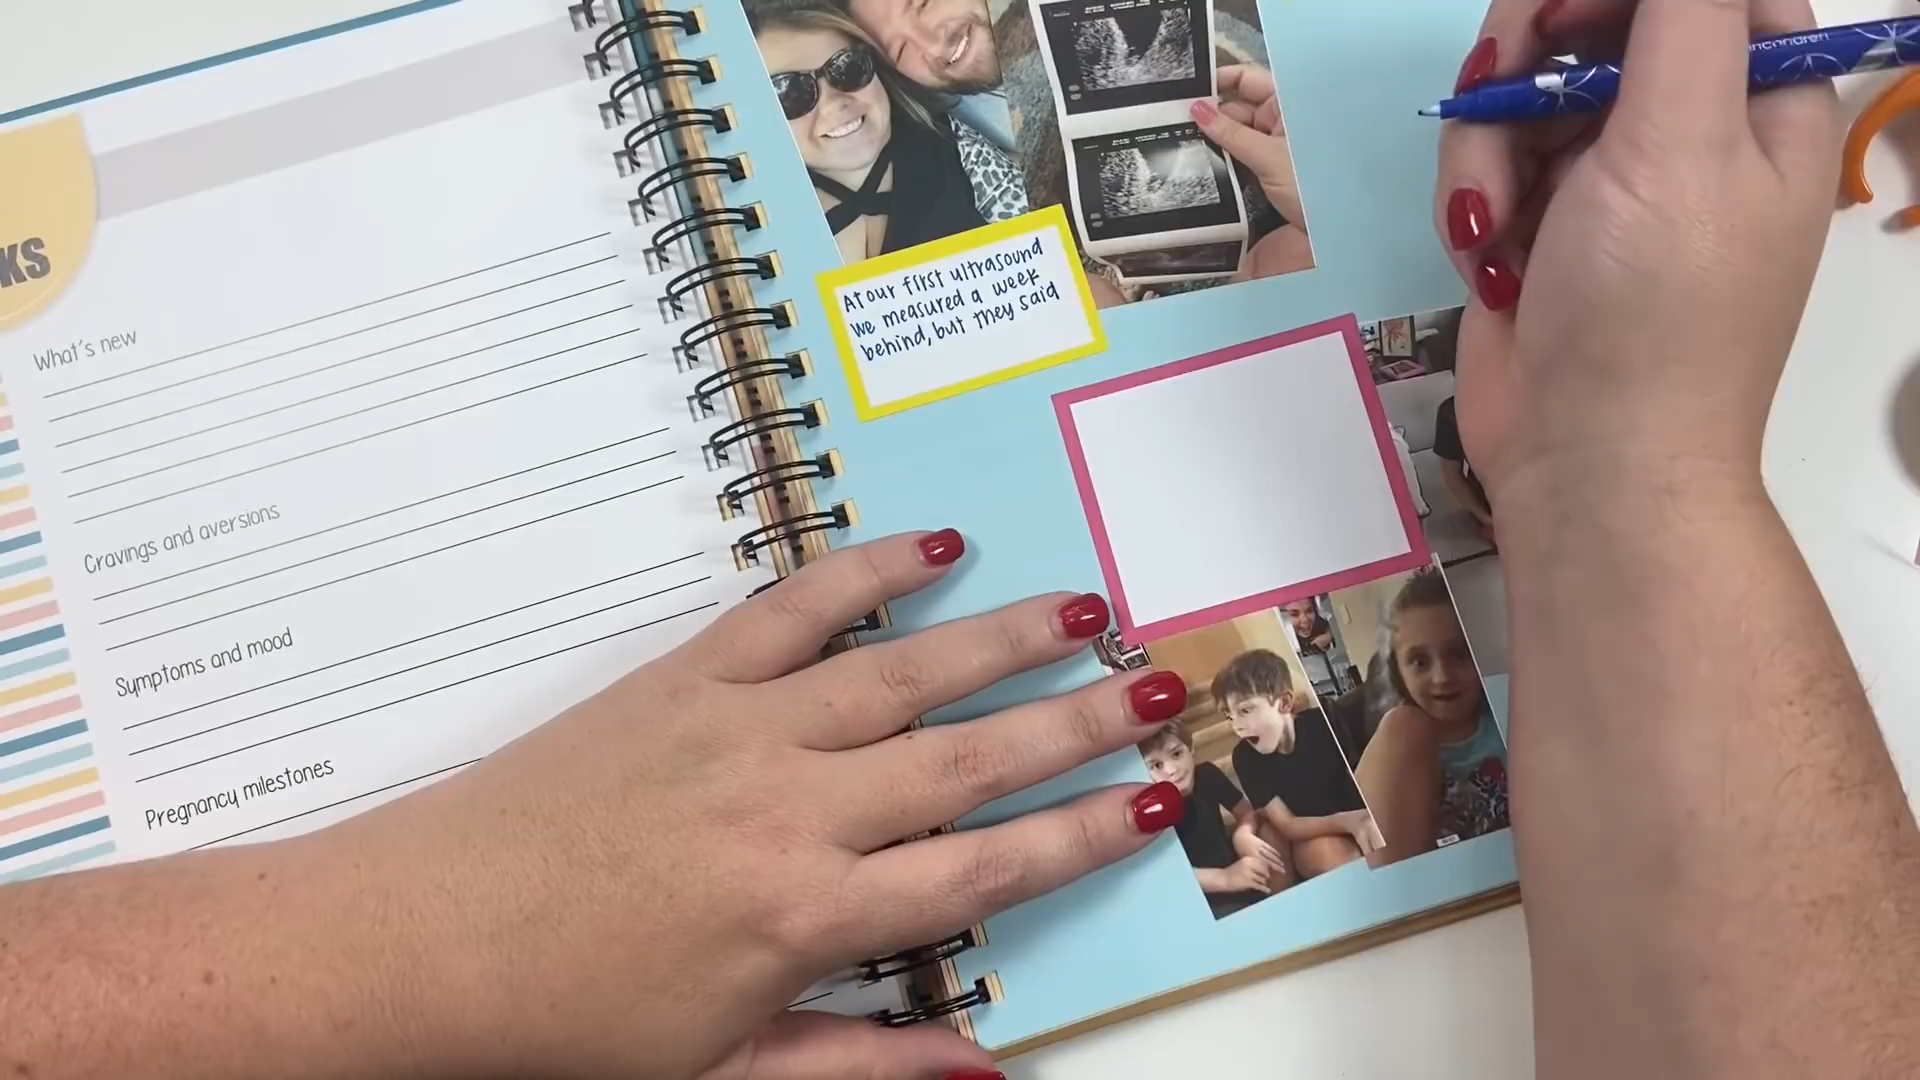 KS
What's new
Cravings and aversions
Symptoms and mood
Pregnancy milestones
At our first ultrasound
we measured a week
behind, but they said